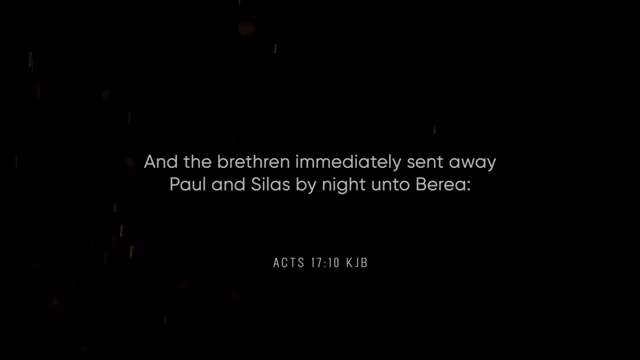 And the brethren immediately sent away
Paul and Silas by night unto Berea:
ACTS 17:10 KJB